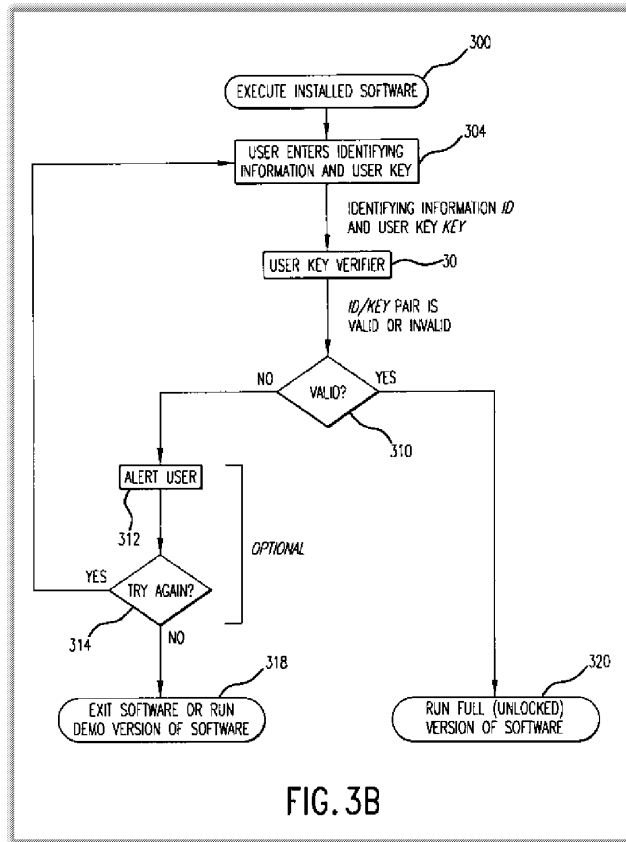 300
EXECUTE INSTALLED SOFTWARE
304
USER ENTERS IDENTIFYING
INFORMATION AND USER KEY
IDENTIFYING INFORMATION ID
AND USER KEY KEY
30
USER KEY VERIFIER
ID/KEY PAIR IS
VALID OR INVALID
NO
YES
VALID?
310
ALERT USER
312
OPTIONAL
YES
TRY AGAIN?
314
NO
318
320
EXIT SOFTWARE OR RUN
DEMO VERSION OF SOFTWARE
RUN FULL (UNLOCKED)
VERSION OF SOFTWARE
FIG. 3B